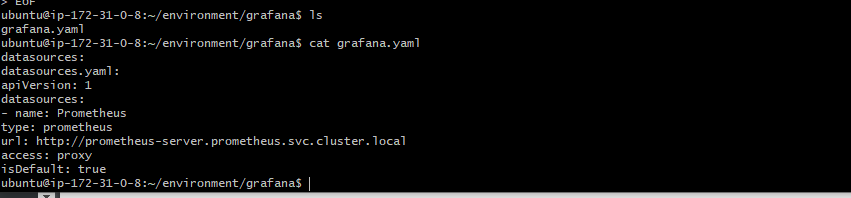 > EOF
ubuntu@ip-172-31-0-8:~/environment/grafana$ ls
grafana.yaml
ubuntu@ip-172-31-0-8:~/environment/grafana$ cat grafana.yaml
datasources:
datasources.yaml:
apiVersion: 1
datasources:
- name: Prometheus
type: prometheus
url: http://prometheus-server.prometheus.svc.cluster.local
access: proxy
isDefault: true
ubuntu@ip-172-31-0-8:~/environment/grafana$